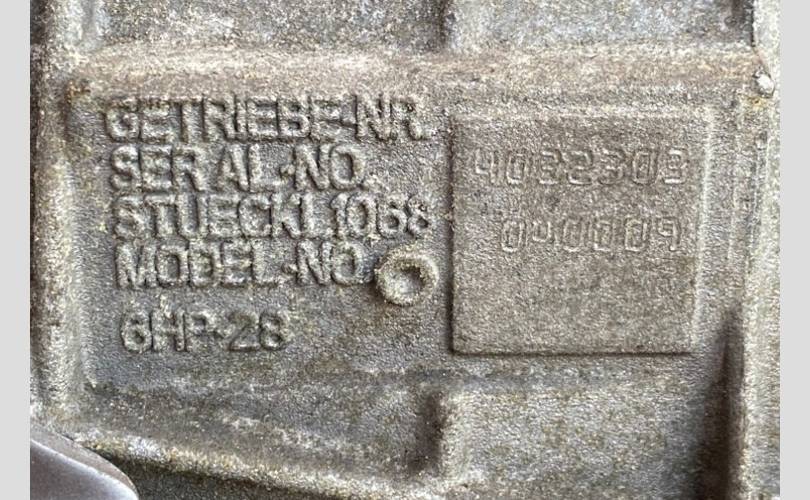 GETRIEBE-NR.
SERIAL-NO. 4032303
STUECKL.1068 040009
MODEL-NO.
6HP-28